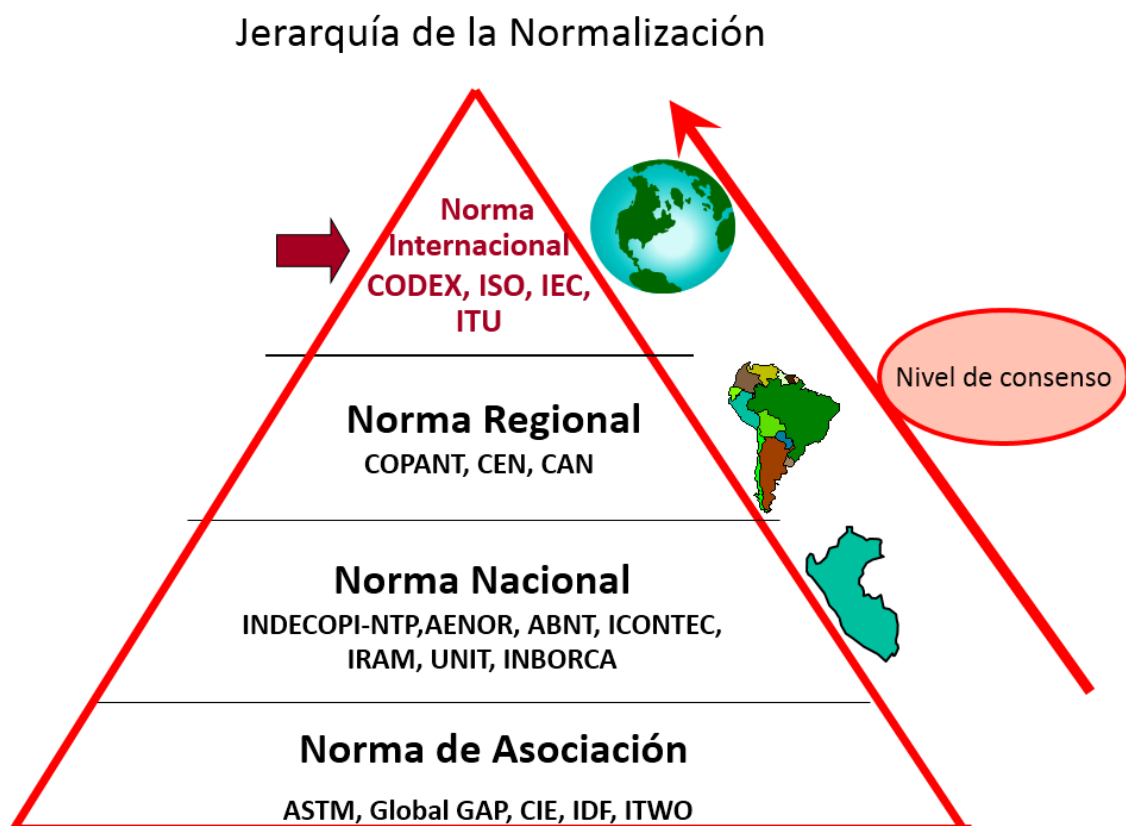 Jerarquía de la Normalización
Norma
Internacional
CODEX, ISO, IEC,
ITU
Nivel de consenso
Norma Regional
COPANT, CEN, CAN
Norma Nacional
INDECOPI-NTP,AENOR, ABNT, ICONTEC,
IRAM, UNIT, INBORCA
Norma de Asociación
ASTM, Global GAP, CIE, IDF, ITWO